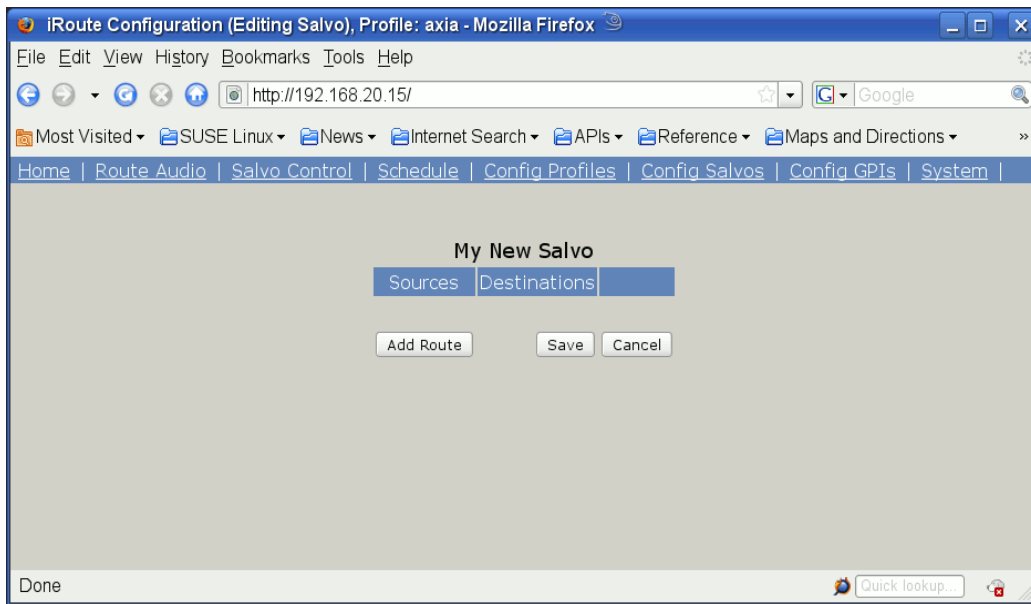 iRoute Configuration (Editing Salvo), Profile: axia - Mozilla Firefox
File Edit View History Bookmarks Tools Help
http://192.168.20.15/ G Google
Most Visited SUSE Linux News Internet Search APIs Reference Maps and Directions »
Home | Route Audio | Salvo Control | Schedule | Config Profiles | Config Salvos | Config GPIs | System |
My New Salvo
Sources Destinations
Add Route Save Cancel
Done Quick lookup...